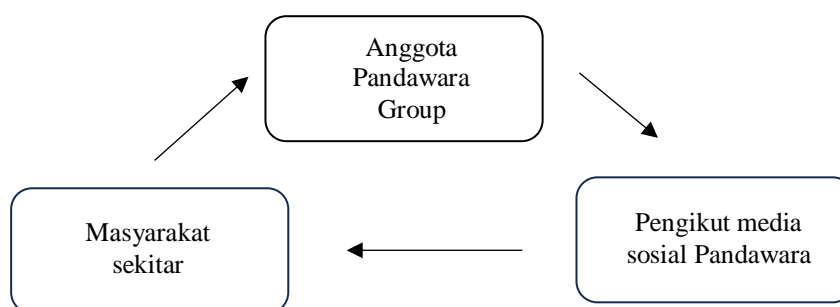 Anggota
Pandawara
Group
Masyarakat
sekitar
Pengikut media
sosial Pandawara